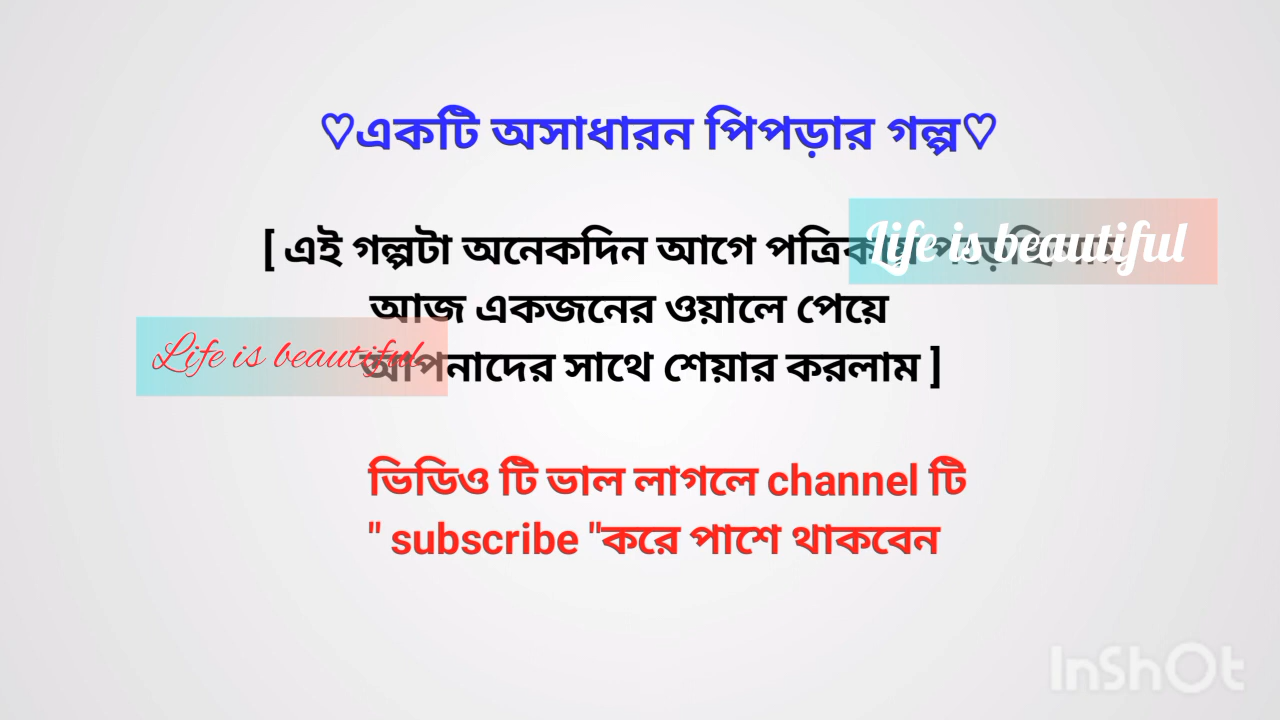 ♡একটি অসাধারন পিপড়ার গল্প♡
[ এই গল্পটা অনেকদিন আগে পত্রিকায়
Life is beautiful
আজ একজনের ওয়ালে পেয়ে
Life is beautiful
আপনাদের সাথে শেয়ার করলাম ]
ভিডিও টি ভাল লাগলে channel টি
" subscribe "করে পাশে থাকবেন
InShOt